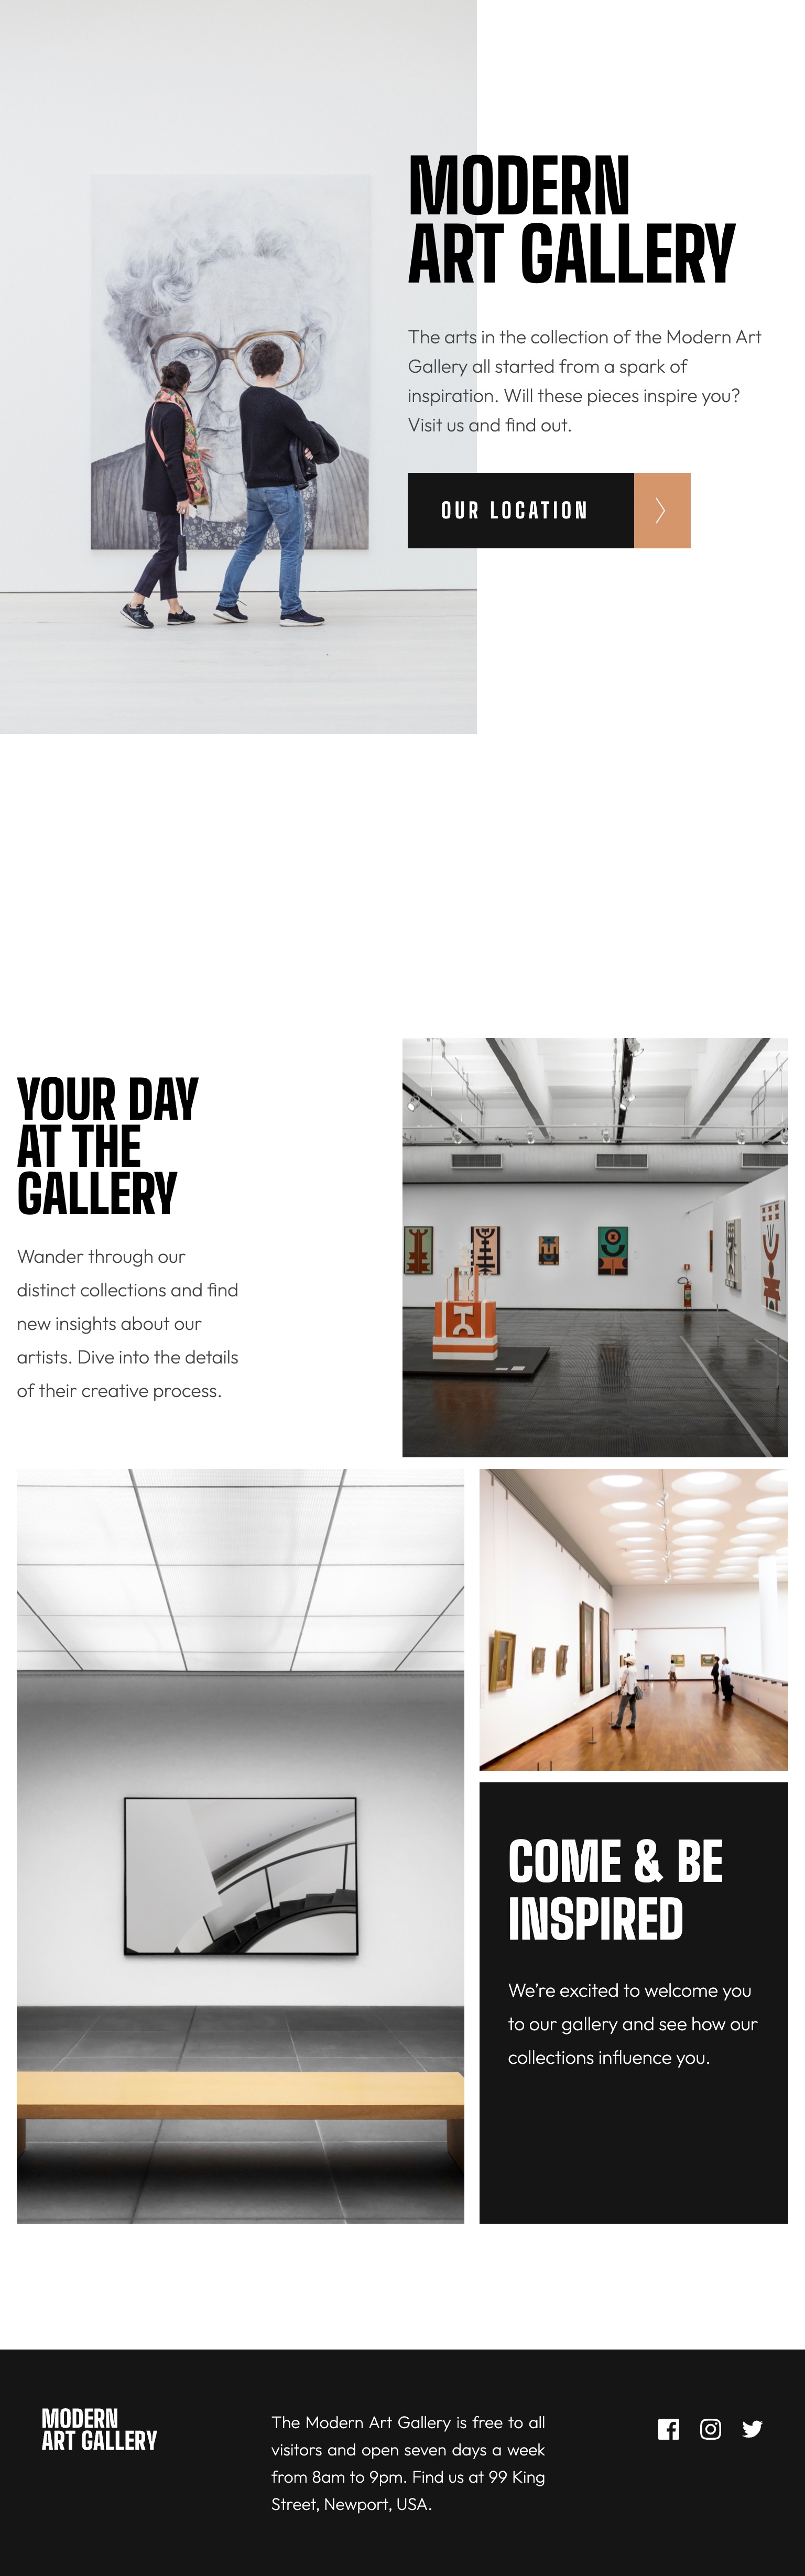 MODERN
ART GALLERY
The arts in the collection of the Modern Art
Gallery all started from a spark of
inspiration. Will these pieces inspire you?
Visit us and find out.
OUR LOCATION
YOUR DAY
AT THE
GALLERY
Wander through our
distinct collections and find
new insights about our
artists. Dive into the details
of their creative process.
COME & BE
INSPIRED
We’re excited to welcome you
to our gallery and see how our
collections influence you.
MODERN
ART GALLERY
The Modern Art Gallery is free to all
visitors and open seven days a week
from 8am to 9pm. Find us at 99 King
Street, Newport, USA.